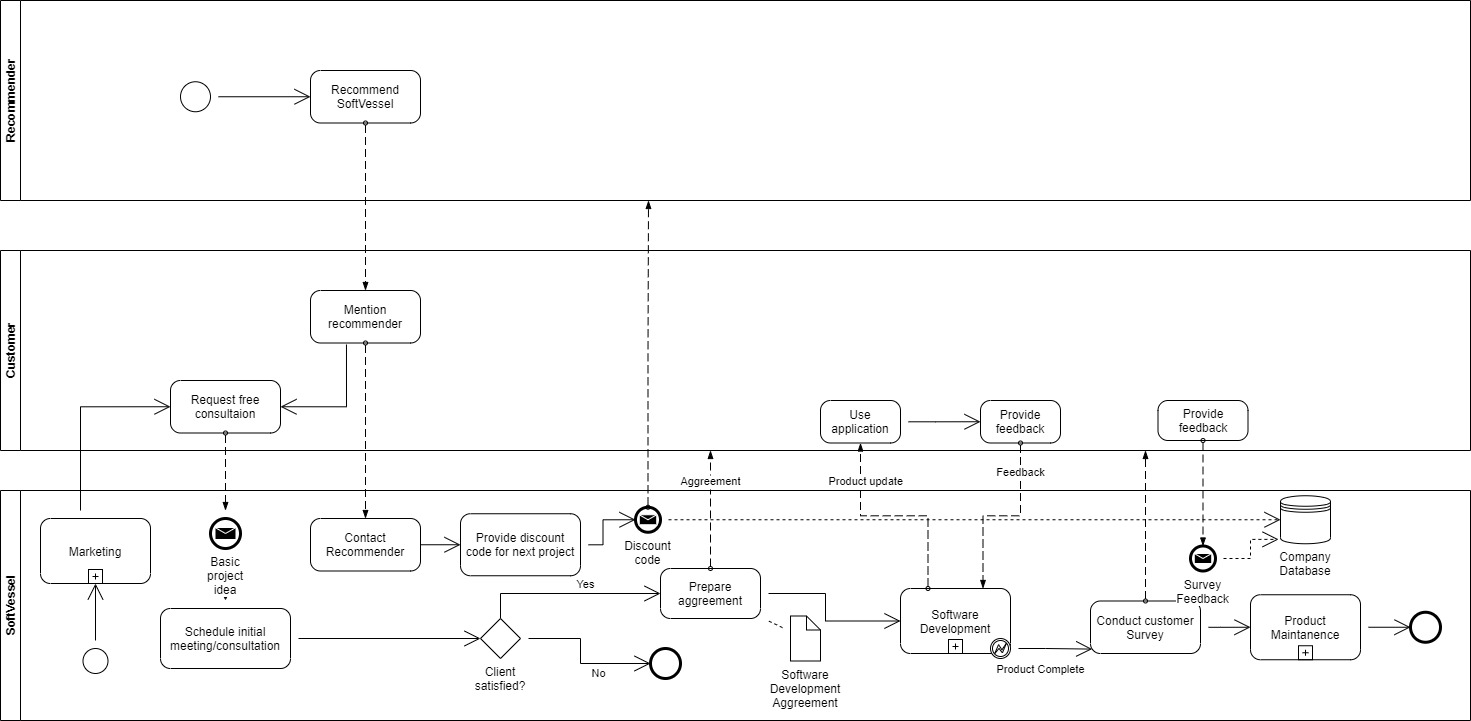 Recommender
Recommend
SoftVessel
Customer
Mention
recommender
Request free
consultaion
Use
application
Provide
feedback
Provide
feedback
Aggreement
Product update
Feedback
SoftVessel
Marketing
Basic
project
idea
Contact
Recommender
Provide discount
code for next project
Discount
code
Company
Database
Survey
Feedback
Schedule initial
meeting/consultation
Client
satisfied?
Yes
No
Prepare
aggreement
Software
Development
Aggreement
Software
Development
Product Complete
Conduct customer
Survey
Product
Maintanence